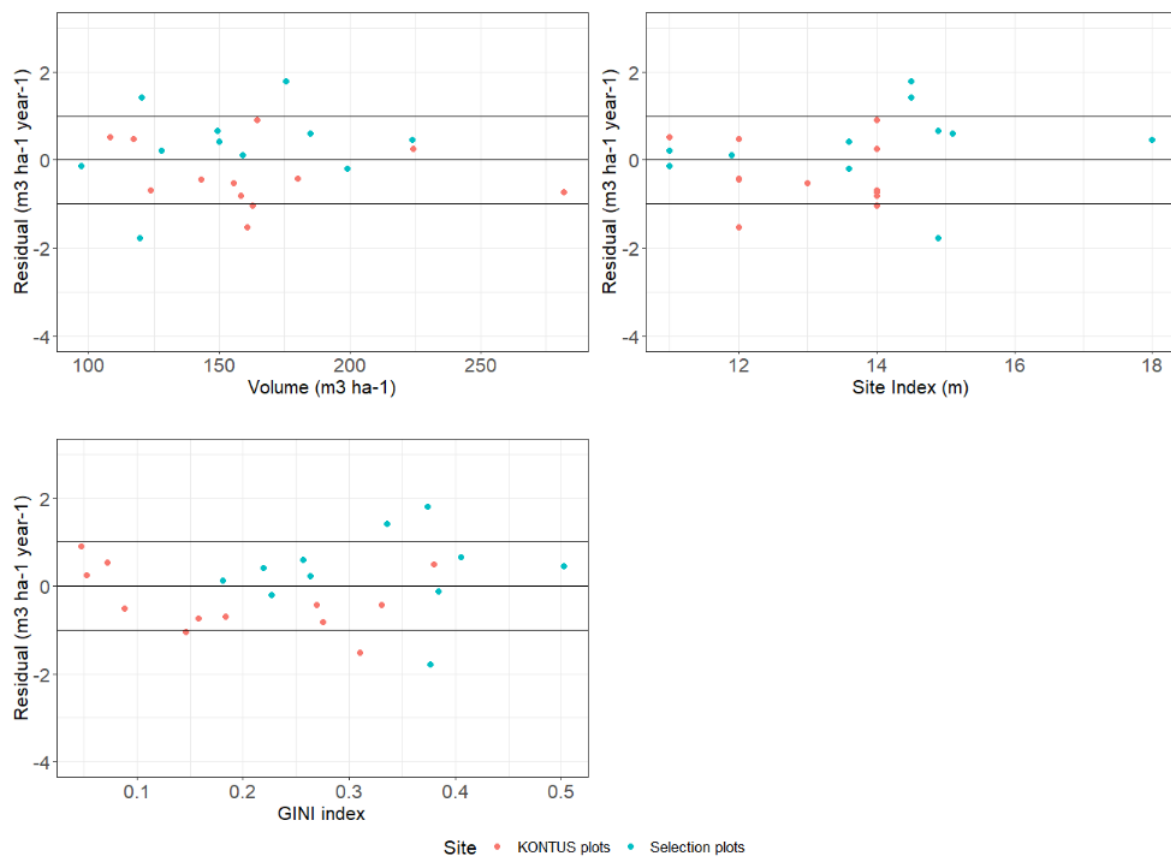 Residual (m3 ha-1 year-1)
2
0
-2
-4
100 150 200 250
Volume (m3 ha-1)
Residual (m3 ha-1 year-1)
2
0
-2
-4
12 14 16 18
Site Index (m)
Residual (m3 ha-1 year-1)
2
0
-2
-4
0.1 0.2 0.3 0.4 0.5
GINI index
Site KONTUS plots Selection plots